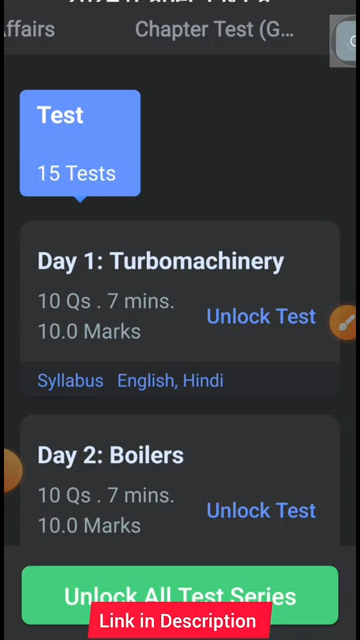 ffairs
Chapter Test (G...
Test
15 Tests
Day 1: Turbomachinery
10 Qs . 7 mins.
10.0 Marks
Unlock Test
Syllabus English, Hindi
Day 2: Boilers
10 Qs . 7 mins.
10.0 Marks
Unlock Test
Unlock All Test Series
Link in Description